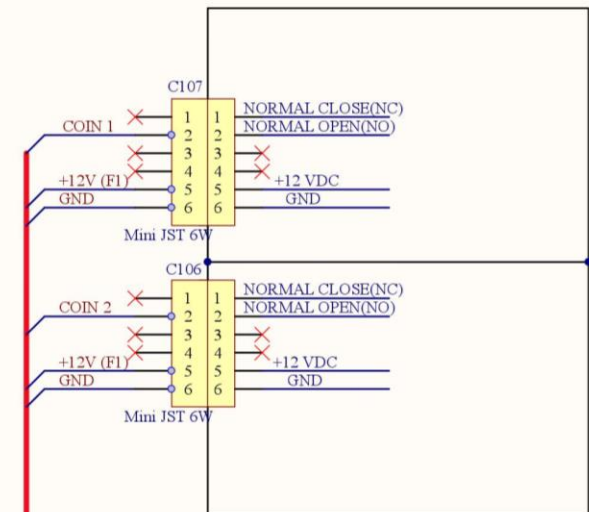 C107
1 1 NORMAL CLOSE(NC)
COIN 1 2 2 NORMAL OPEN(NO)
3 3
4 4
+12V (F1) 5 5 +12 VDC
GND 6 6 GND
Mini JST 6W
C106
1 1 NORMAL CLOSE(NC)
COIN 2 2 2 NORMAL OPEN(NO)
3 3
4 4
+12V (F1) 5 5 +12 VDC
GND 6 6 GND
Mini JST 6W